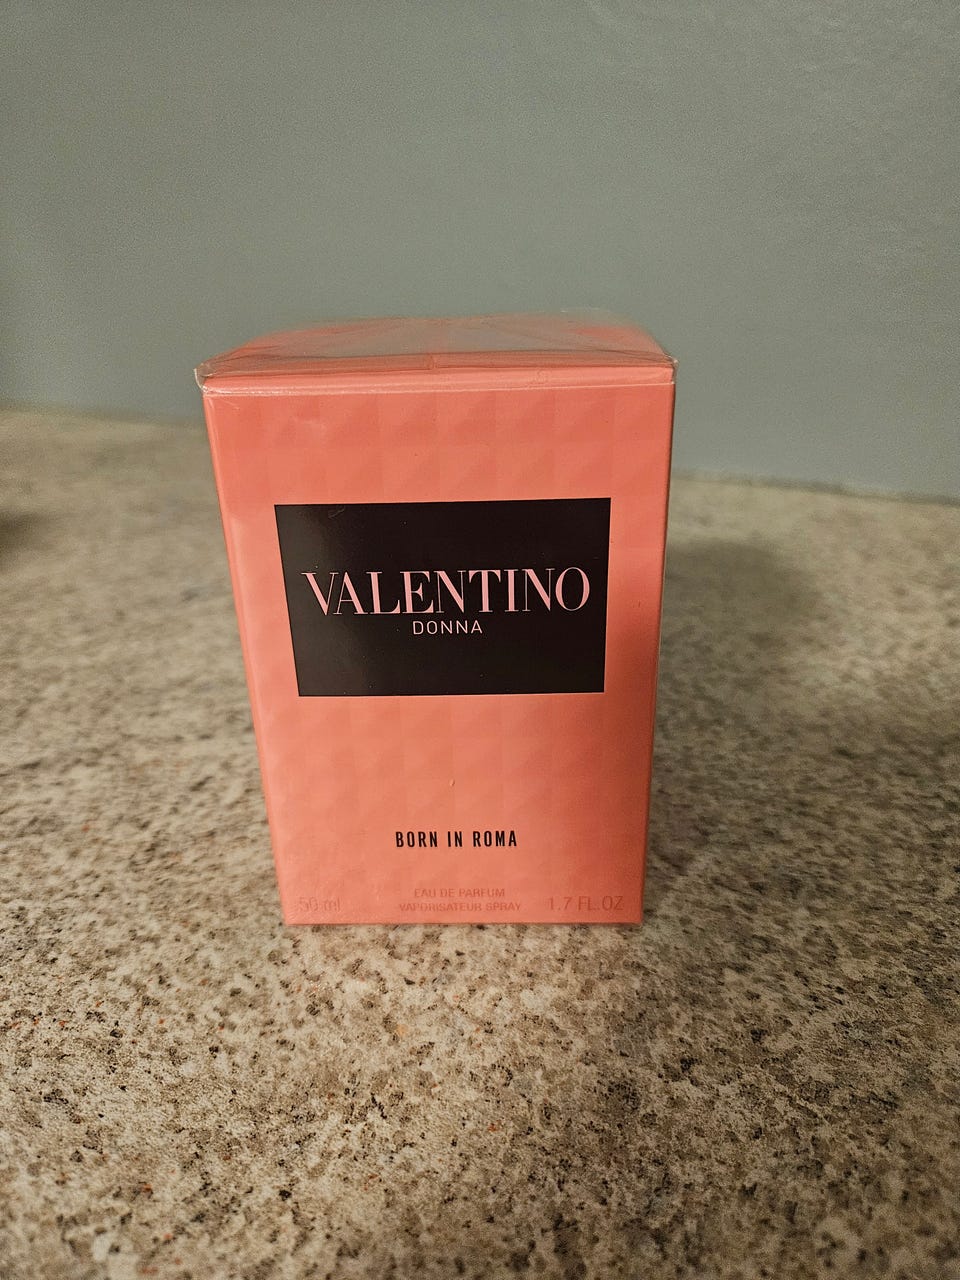 VALENTINO
DONNA
BORN IN ROMA
EAU DE PARFUM
50 ml VAPORISATEUR SPRAY 1.7 FL.OZ